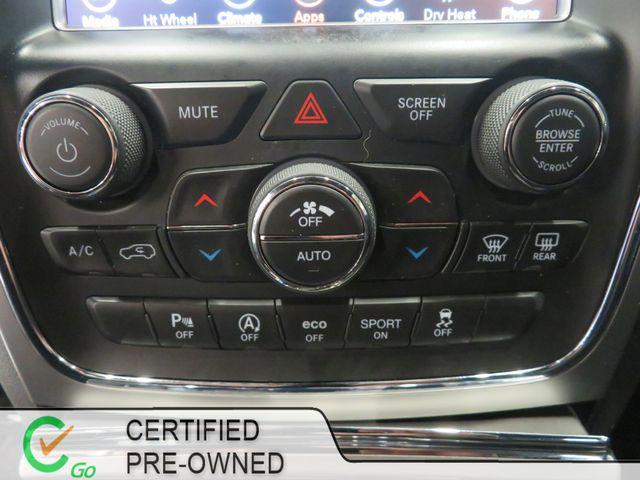 Media Ht Wheel Climate Apps Controls Dry Heat Phone
VOLUME
MUTE
SCREEN
OFF
TUNE
BROWSE
ENTER
SCROLL
OFF
AUTO
A/C
FRONT
REAR
P OFF
A OFF
eco OFF
SPORT ON
OFF
CERTIFIED
PRE-OWNED
Go